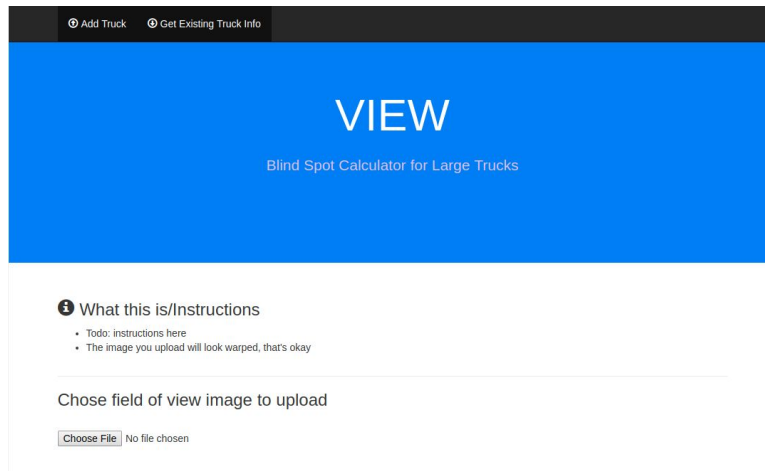 Add Truck Get Existing Truck Info
VIEW
Blind Spot Calculator for Large Trucks
What this is/Instructions
Todo: instructions here
The image you upload will look warped, that's okay
Chose field of view image to upload
Choose File No file chosen